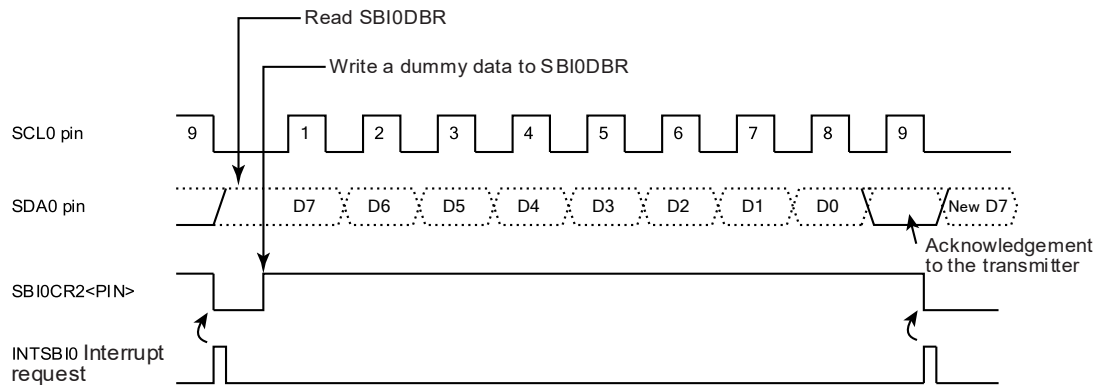 Read SBI0DBR
Write a dummy data to SBI0DBR
SCL0 pin
9 1 2 3 4 5 6 7 8 9
SDA0 pin
D7 D6 D5 D4 D3 D2 D1 D0 New D7
Acknowledgement
to the transmitter
SBI0CR2<PIN>
INTSBI0 Interrupt
request